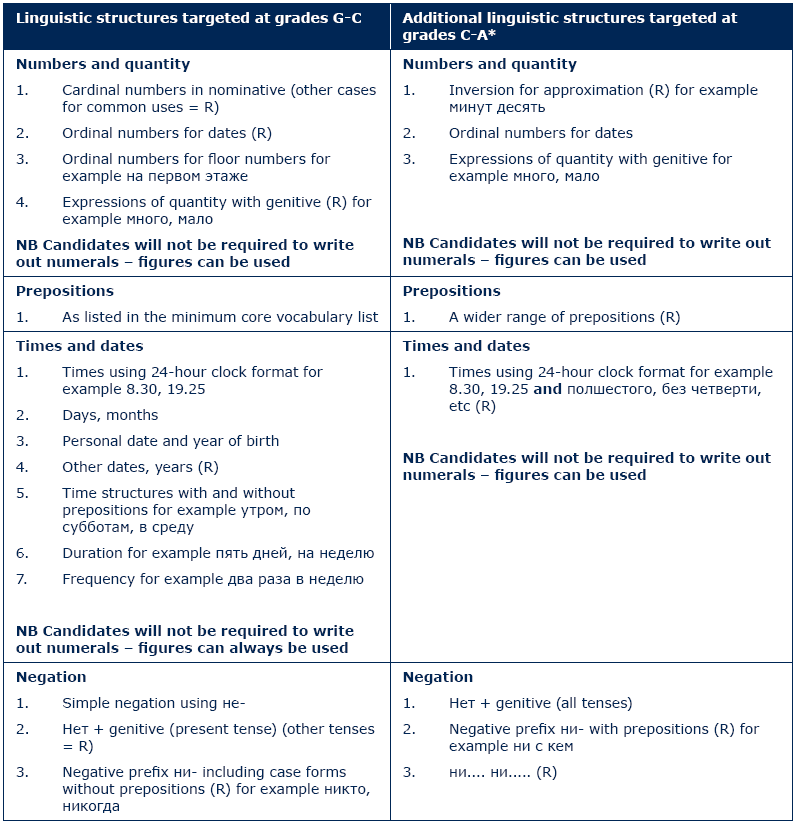 Linguistic structures targeted at grades G-C
Additional linguistic structures targeted at
grades C-A*
Numbers and quantity
1. Cardinal numbers in nominative (other cases
for common uses = R)
2. Ordinal numbers for dates (R)
3. Ordinal numbers for floor numbers for
example на первом этаже
4. Expressions of quantity with genitive (R) for
example много, мало
NB Candidates will not be required to write
out numerals – figures can be used
Numbers and quantity
1. Inversion for approximation (R) for example
минут десять
2. Ordinal numbers for dates
3. Expressions of quantity with genitive for
example много, мало
NB Candidates will not be required to write out
numerals – figures can be used
Prepositions
1. As listed in the minimum core vocabulary list
Prepositions
1. A wider range of prepositions (R)
Times and dates
1. Times using 24-hour clock format for
example 8.30, 19.25
2. Days, months
3. Personal date and year of birth
4. Other dates, years (R)
5. Time structures with and without
prepositions for example утром, по
субботам, в среду
6. Duration for example пять дней, на неделю
7. Frequency for example два раза в неделю
NB Candidates will not be required to write
out numerals – figures can always be used
Times and dates
1. Times using 24-hour clock format for example
8.30, 19.25 and полшестого, без четверти,
etc (R)
NB Candidates will not be required to write out
numerals – figures can be used
Negation
1. Simple negation using не-
2. Нет + genitive (present tense) (other tenses
= R)
3. Negative prefix ни- including case forms
without prepositions (R) for example никто,
никогда
Negation
1. Нет + genitive (all tenses)
2. Negative prefix ни- with prepositions (R) for
example ни с кем
3. ни.... ни..... (R)